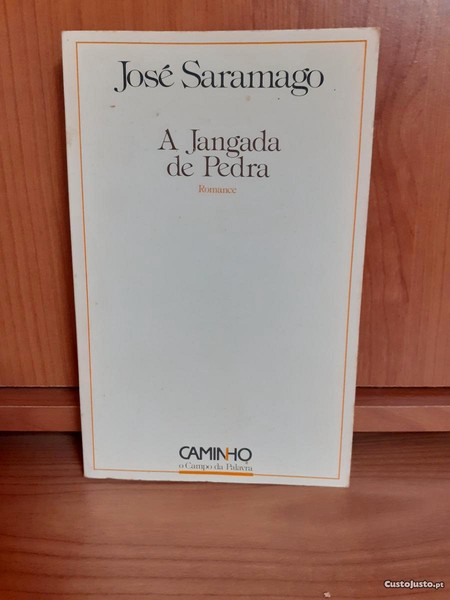 José Saramago
A Jangada
de Pedra
Romance
CAMINHO
o Campo da Palavra
CustoJusto.pt